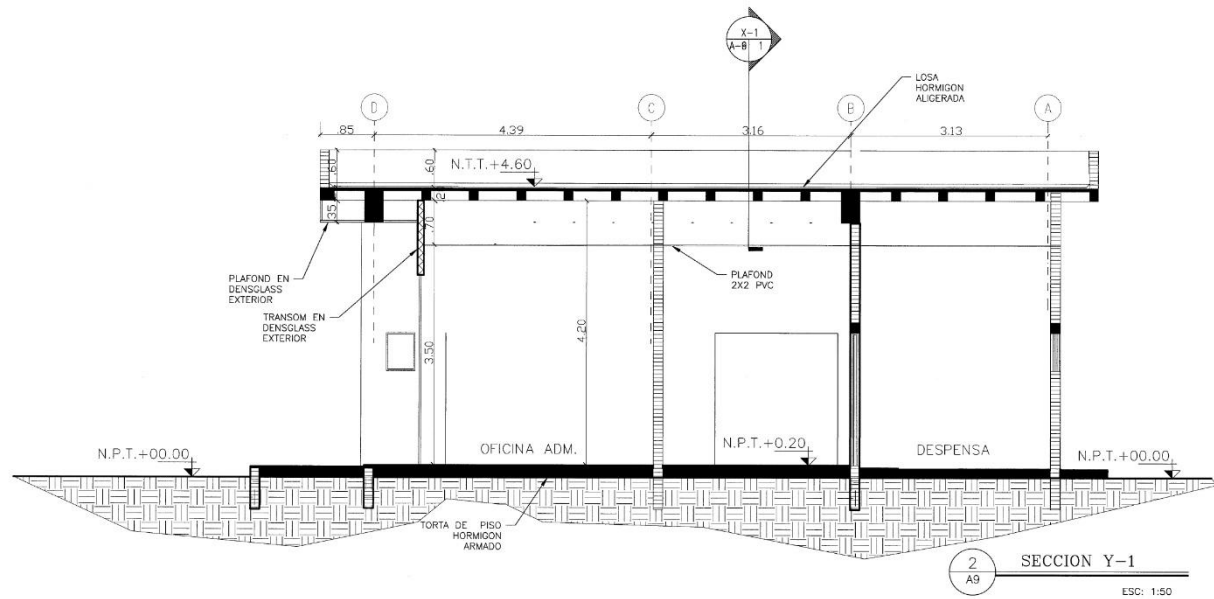 X-1
A-8 1
LOSA
HORMIGON
ALIGERADA
D
C
B
A
.85
4.39
3.16
3.13
.60
.60
N.T.T.+4.60
.35
.70
PLAFOND EN
DENSGLASS
EXTERIOR
PLAFOND
2X2 PVC
TRANSOM EN
DENSGLASS
EXTERIOR
3.50
4.20
N.P.T.+00.00
OFICINA ADM.
N.P.T.+0.20
DESPENSA
N.P.T.+00.00
TORTA DE PISO
HORMIGON
ARMADO
2
A9
SECCION Y-1
ESC: 1:50